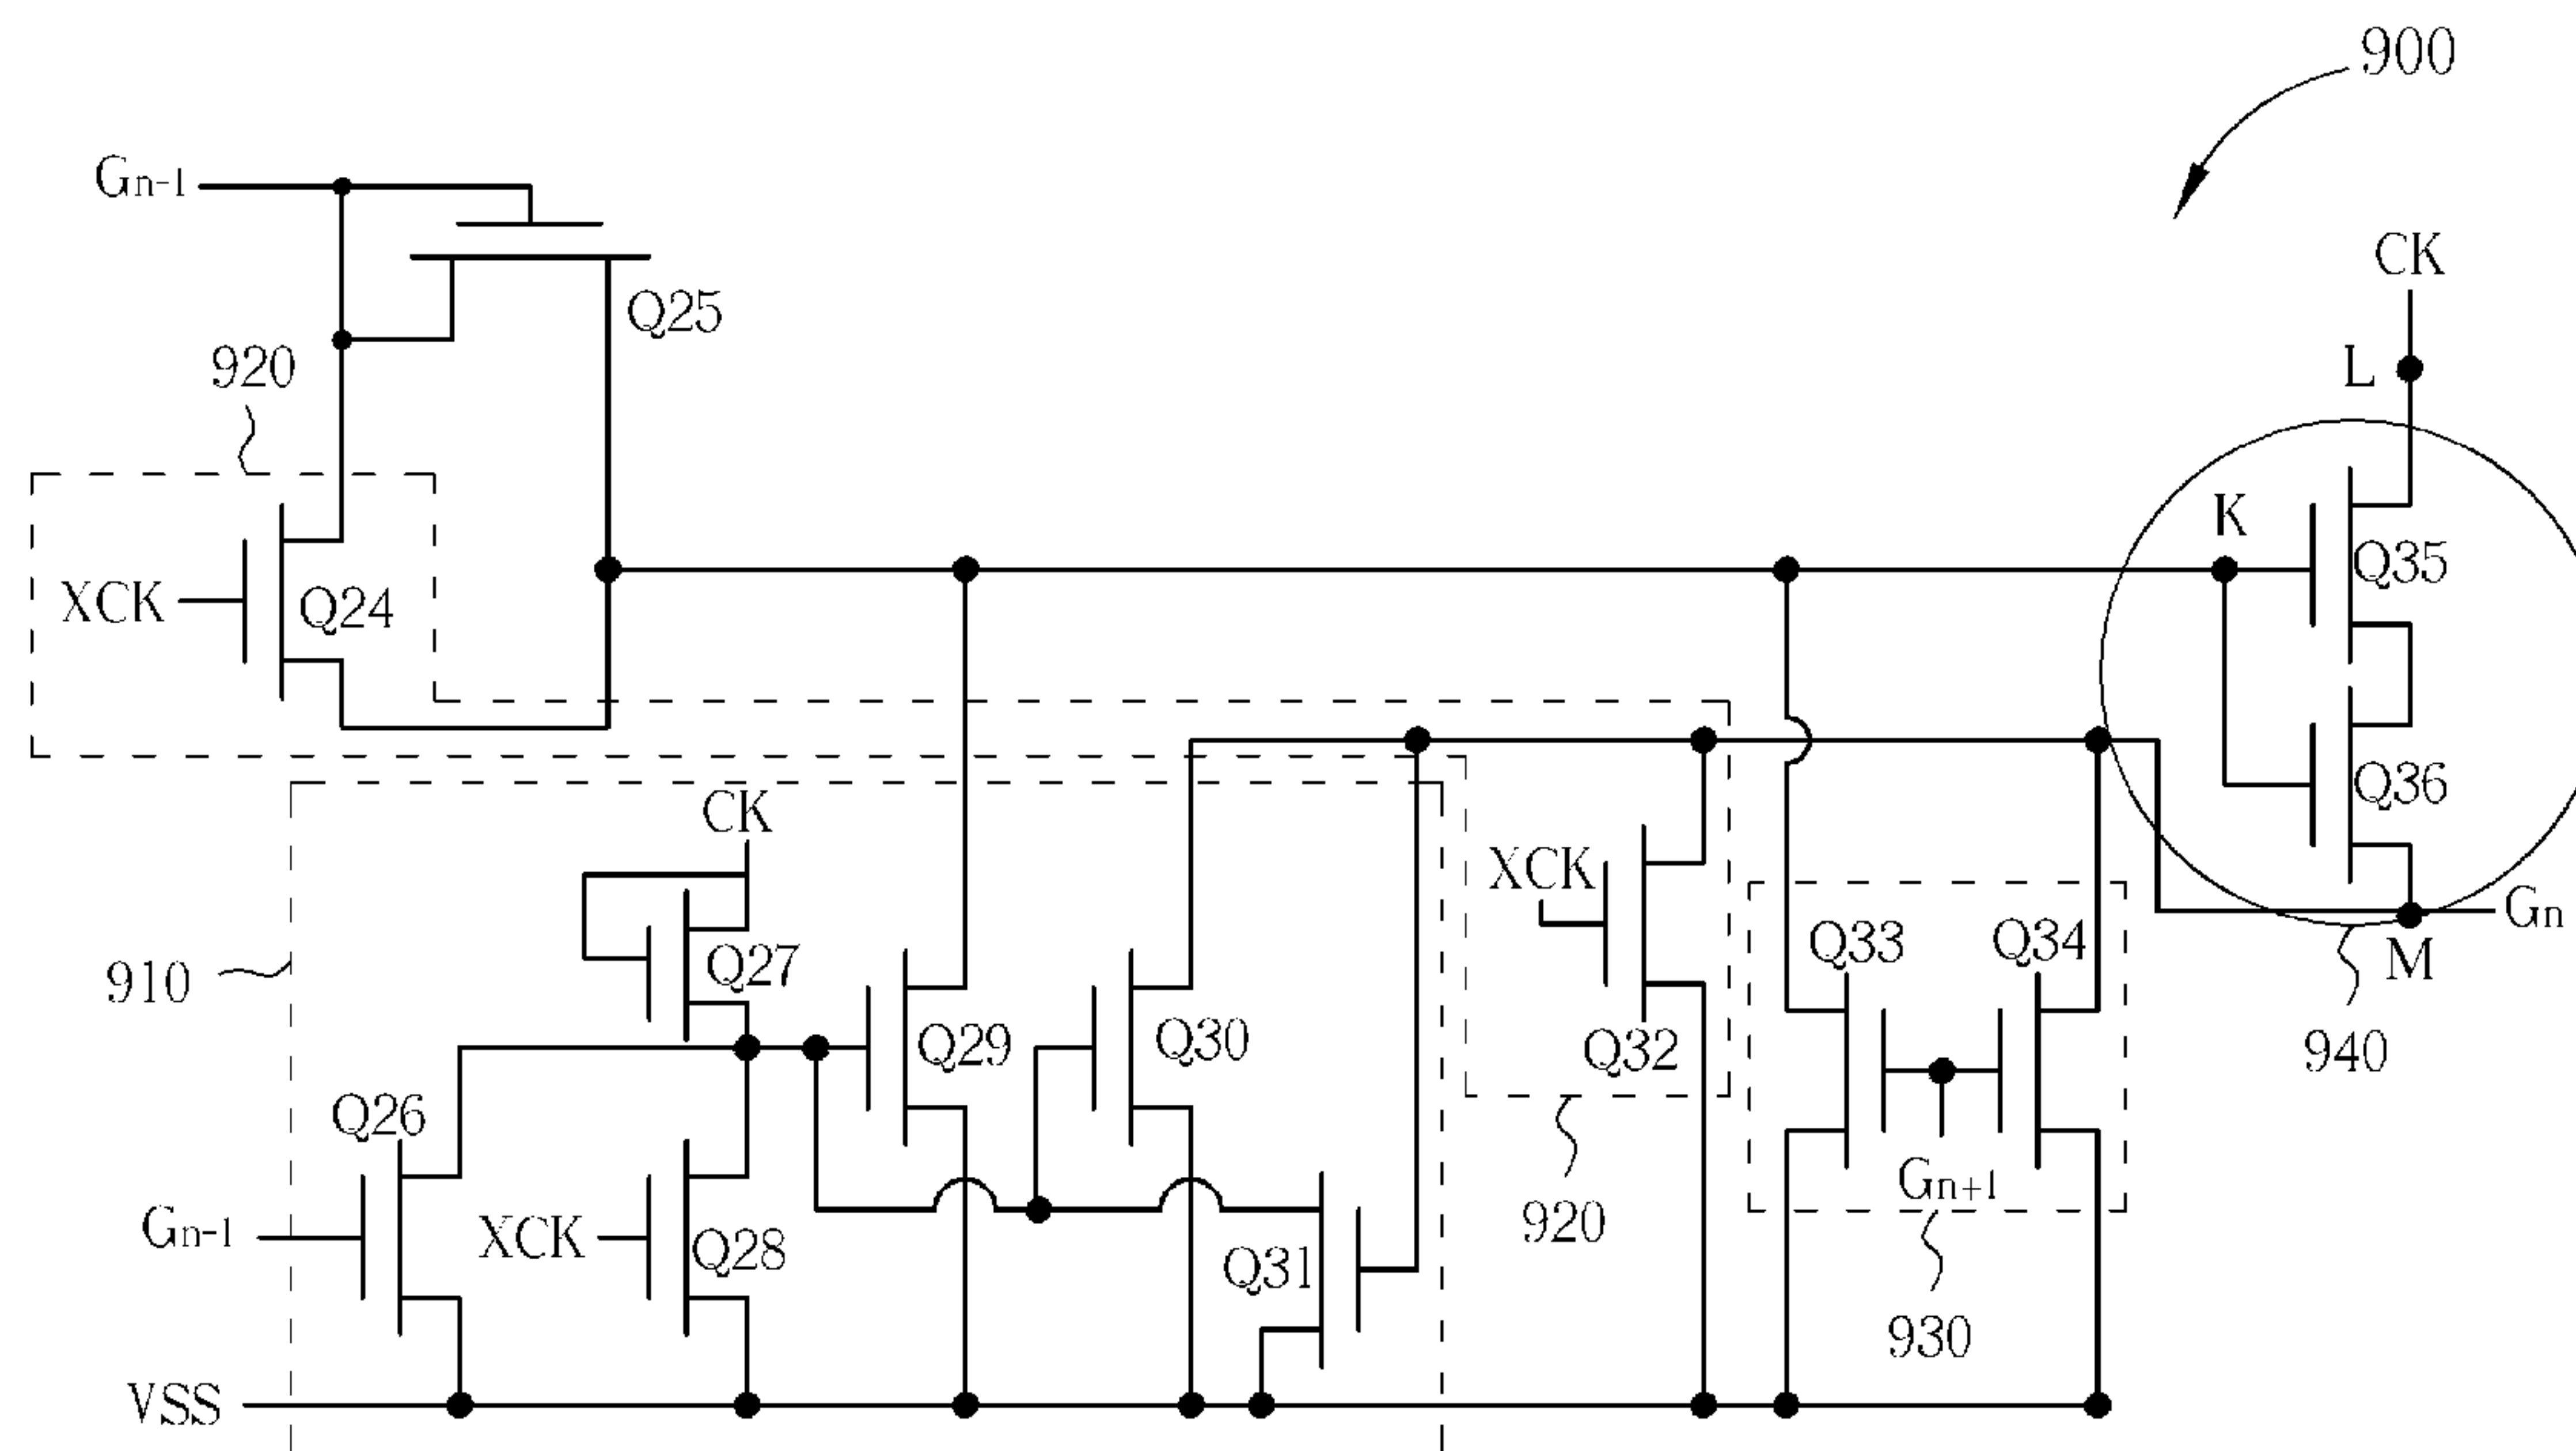 900
Gn-1
CK
Q25
920
L
K
Q35
XCK
Q24
CK
Q36
XCK
Gn
Q27
Q33
Q34
M
910
Q29
Q30
Q32
940
Q26
Gn+1
Gn-1
XCK
Q28
920
Q31
930
VSS